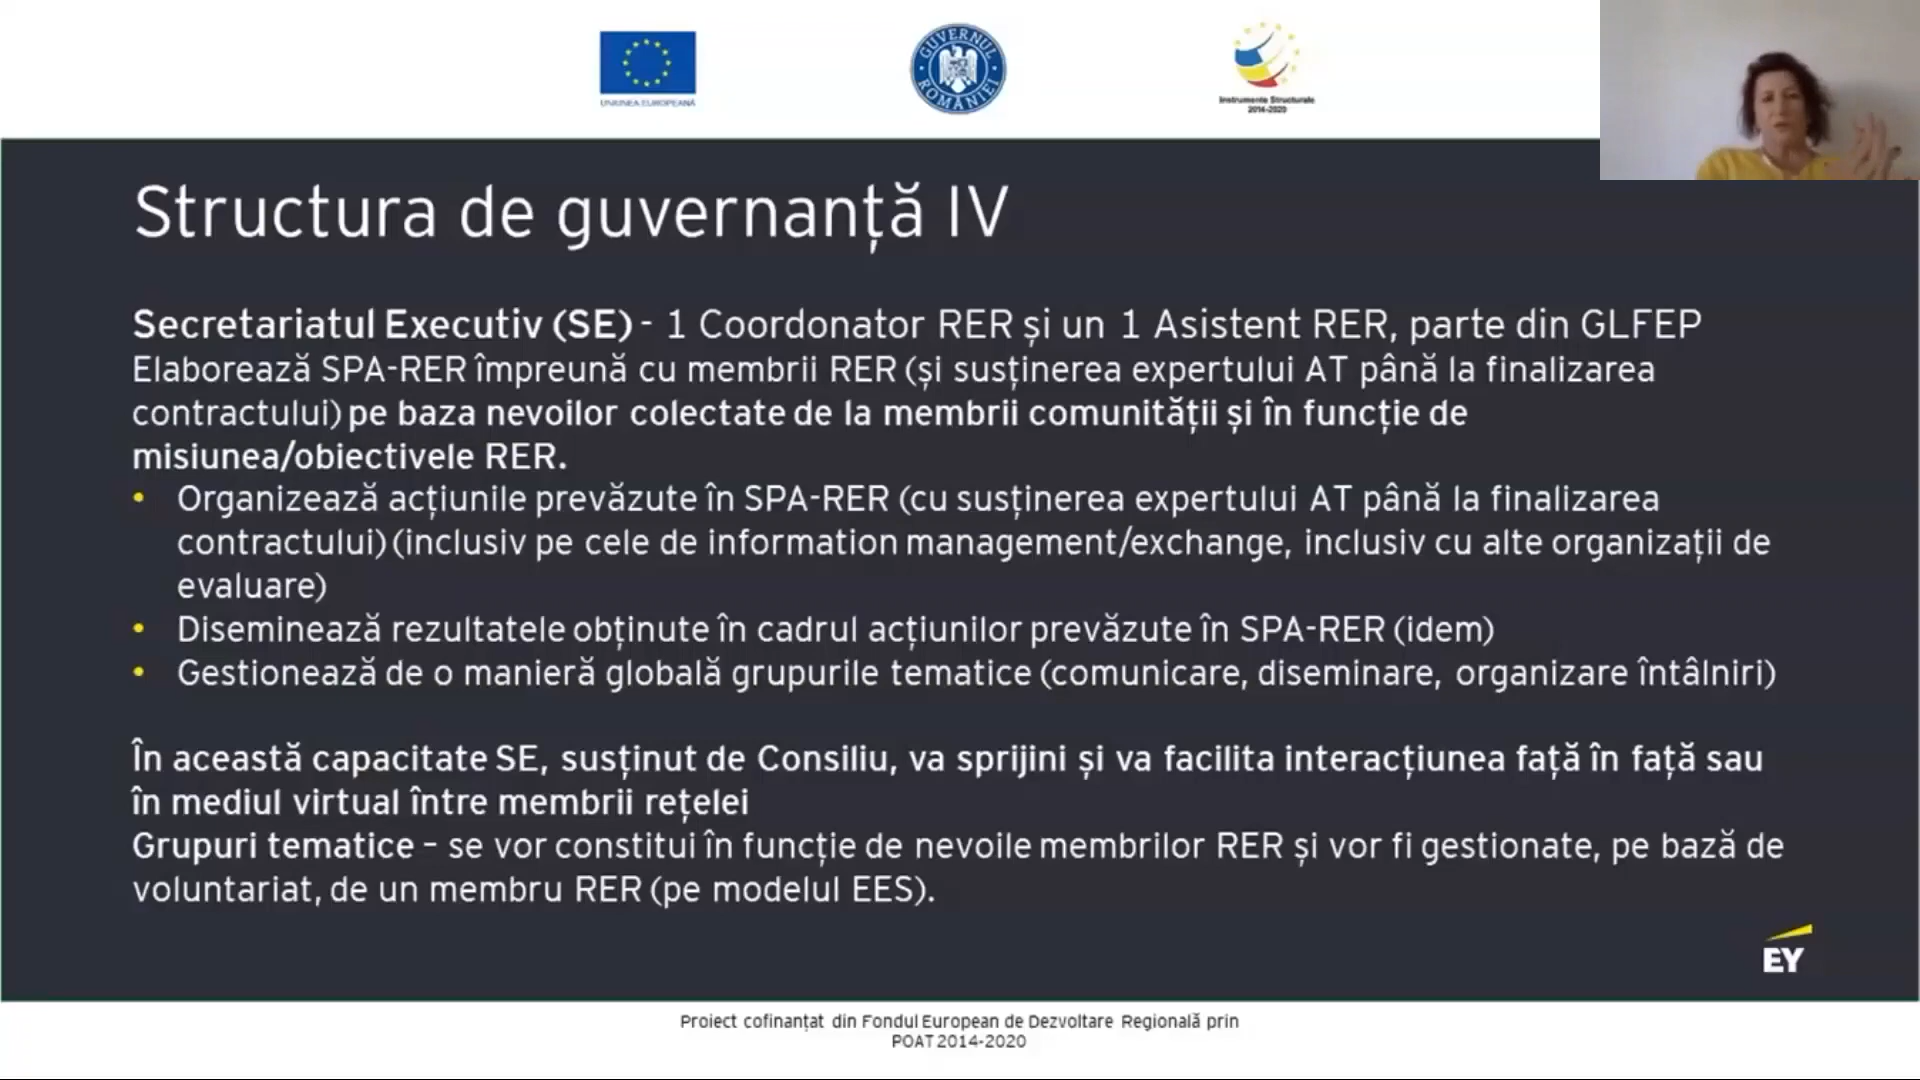 UNIUNEA EUROPEANĂ
GUVERNUL
ROMÂNIEI
Instrumente Structurale
2014-2020
Structura de guvernanță IV
Secretariatul Executiv (SE) - 1 Coordonator RER și un 1 Asistent RER, parte din GLFEP
Elaborează SPA-RER împreună cu membrii RER (și susținerea expertului AT până la finalizarea
contractului) pe baza nevoilor colectate de la membrii comunității și în funcție de
misiunea/obiectivele RER.
• Organizează acțiunile prevăzute în SPA-RER (cu susținerea expertului AT până la finalizarea
contractului) (inclusiv pe cele de information management/exchange, inclusiv cu alte organizații de
evaluare)
• Diseminează rezultatele obținute în cadrul acțiunilor prevăzute în SPA-RER (idem)
• Gestionează de o manieră globală grupurile tematice (comunicare, diseminare, organizare întâlniri)
În această capacitate SE, susținut de Consiliu, va sprijini și va facilita interacțiunea față în față sau
în mediul virtual între membrii rețelei
Grupuri tematice – se vor constitui în funcție de nevoile membrilor RER și vor fi gestionate, pe bază de
voluntariat, de un membru RER (pe modelul EES).
EY
Proiect cofinanțat din Fondul European de Dezvoltare Regională prin
POAT 2014-2020